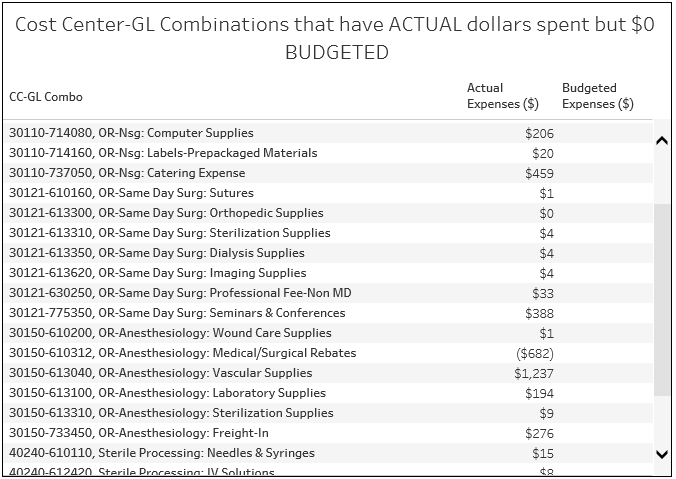 Cost Center-GL Combinations that have ACTUAL dollars spent but $0
BUDGETED
CC-GL Combo Actual Expenses ($) Budgeted Expenses ($)
30110-714080, OR-Nsg: Computer Supplies $206
30110-714160, OR-Nsg: Labels-Prepackaged Materials $20
30110-737050, OR-Nsg: Catering Expense $459
30121-610160, OR-Same Day Surg: Sutures $1
30121-613300, OR-Same Day Surg: Orthopedic Supplies $0
30121-613310, OR-Same Day Surg: Sterilization Supplies $4
30121-613350, OR-Same Day Surg: Dialysis Supplies $4
30121-613620, OR-Same Day Surg: Imaging Supplies $4
30121-630250, OR-Same Day Surg: Professional Fee-Non MD $33
30121-775350, OR-Same Day Surg: Seminars & Conferences $388
30150-610200, OR-Anesthesiology: Wound Care Supplies $1
30150-610312, OR-Anesthesiology: Medical/Surgical Rebates ($682)
30150-613040, OR-Anesthesiology: Vascular Supplies $1,237
30150-613100, OR-Anesthesiology: Laboratory Supplies $194
30150-613310, OR-Anesthesiology: Sterilization Supplies $9
30150-733450, OR-Anesthesiology: Freight-In $276
40240-610110, Sterile Processing: Needles & Syringes $15
40240-612420, Sterile Processing: IV Solutions $8